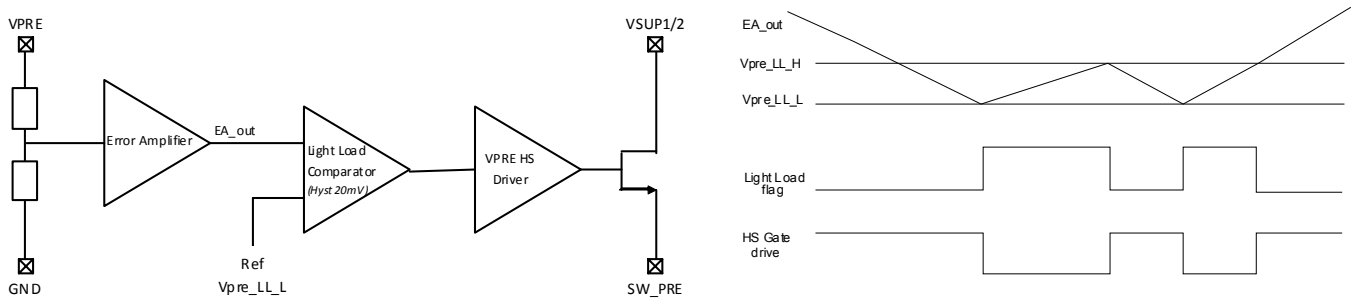 VPRE
VSUP1/2
Error Amplifier
EA_out
Light Load
Comparator
(Hyst 20mV)
VPRE HS
Driver
Ref
Vpre_LL_L
GND
SW_PRE
EA_out
Vpre_LL_H
Vpre_LL_L
Light Load
flag
HS Gate
drive